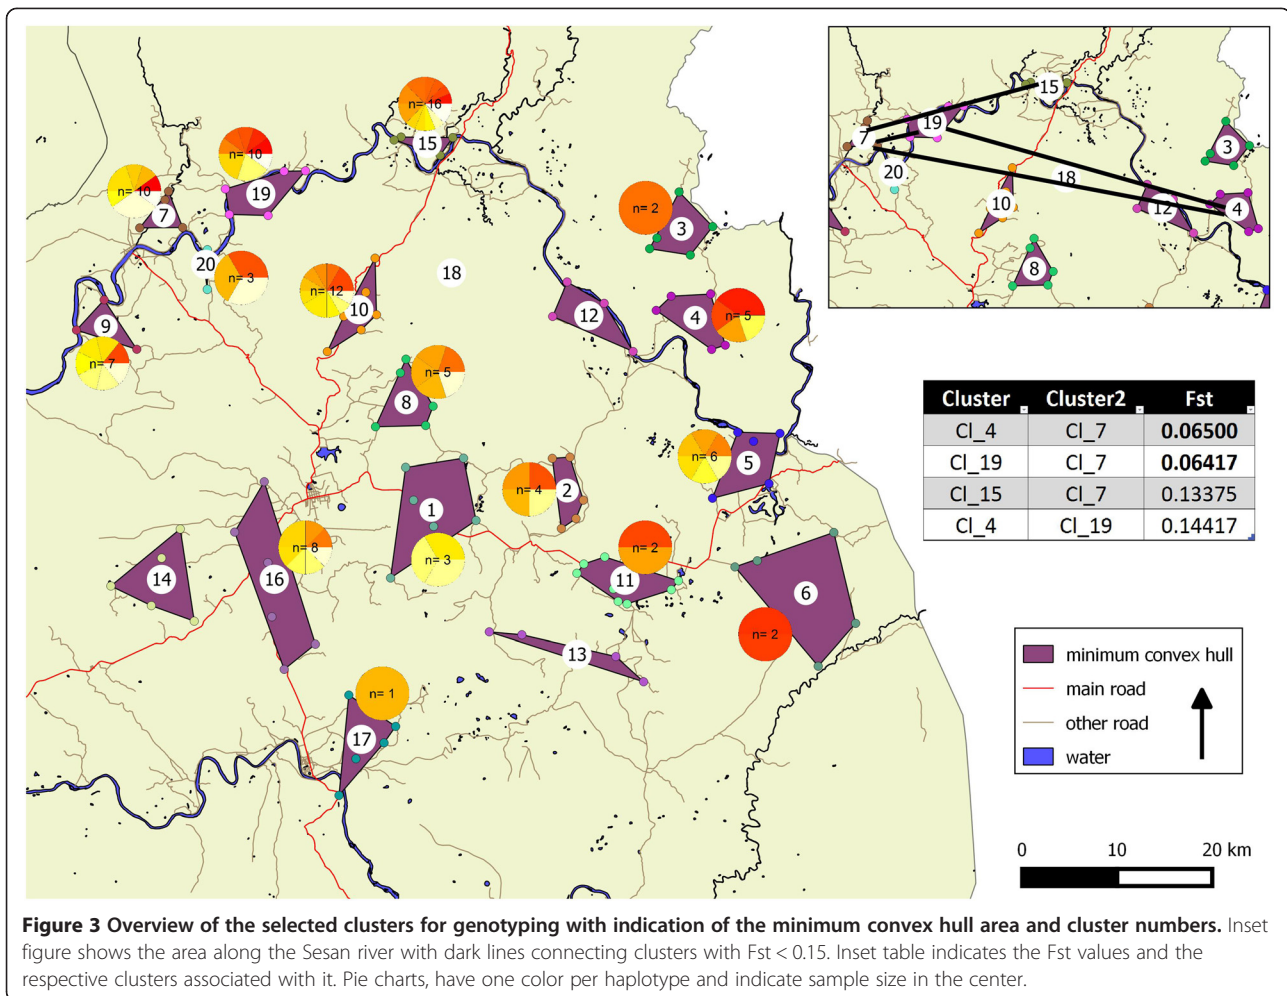 n= 16
15
n= 10
19
n= 10
7
20
n= 3
n= 2
3
18
n= 12
10
12
4
n= 5
9
n= 7
n= 5
8
n= 6
5
n= 4
2
1
n= 3
n= 8
16
14
n= 2
11
6
n= 2
13
n= 1
17
15
19
7
3
20
18
10
12
4
8
Cluster Cluster2 Fst
Cl_4 Cl_7 0.06500
Cl_19 Cl_7 0.06417
Cl_15 Cl_7 0.13375
Cl_4 Cl_19 0.14417
minimum convex hull
main road
other road
water
0 10 20 km
Figure 3 Overview of the selected clusters for genotyping with indication of the minimum convex hull area and cluster numbers. Inset
figure shows the area along the Sesan river with dark lines connecting clusters with Fst < 0.15. Inset table indicates the Fst values and the
respective clusters associated with it. Pie charts, have one color per haplotype and indicate sample size in the center.